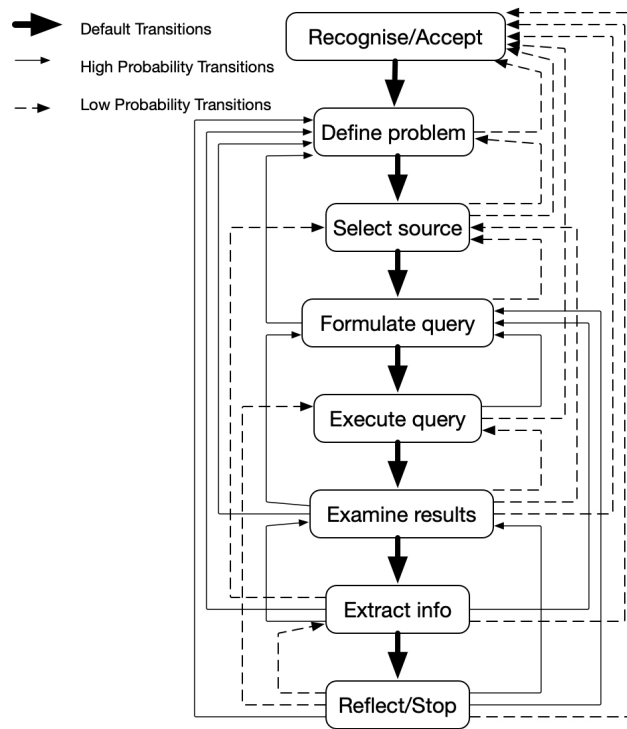 Default Transitions
High Probability Transitions
Low Probability Transitions
Recognise/Accept
Define problem
Select source
Formulate query
Execute query
Examine results
Extract info
Reflect/Stop